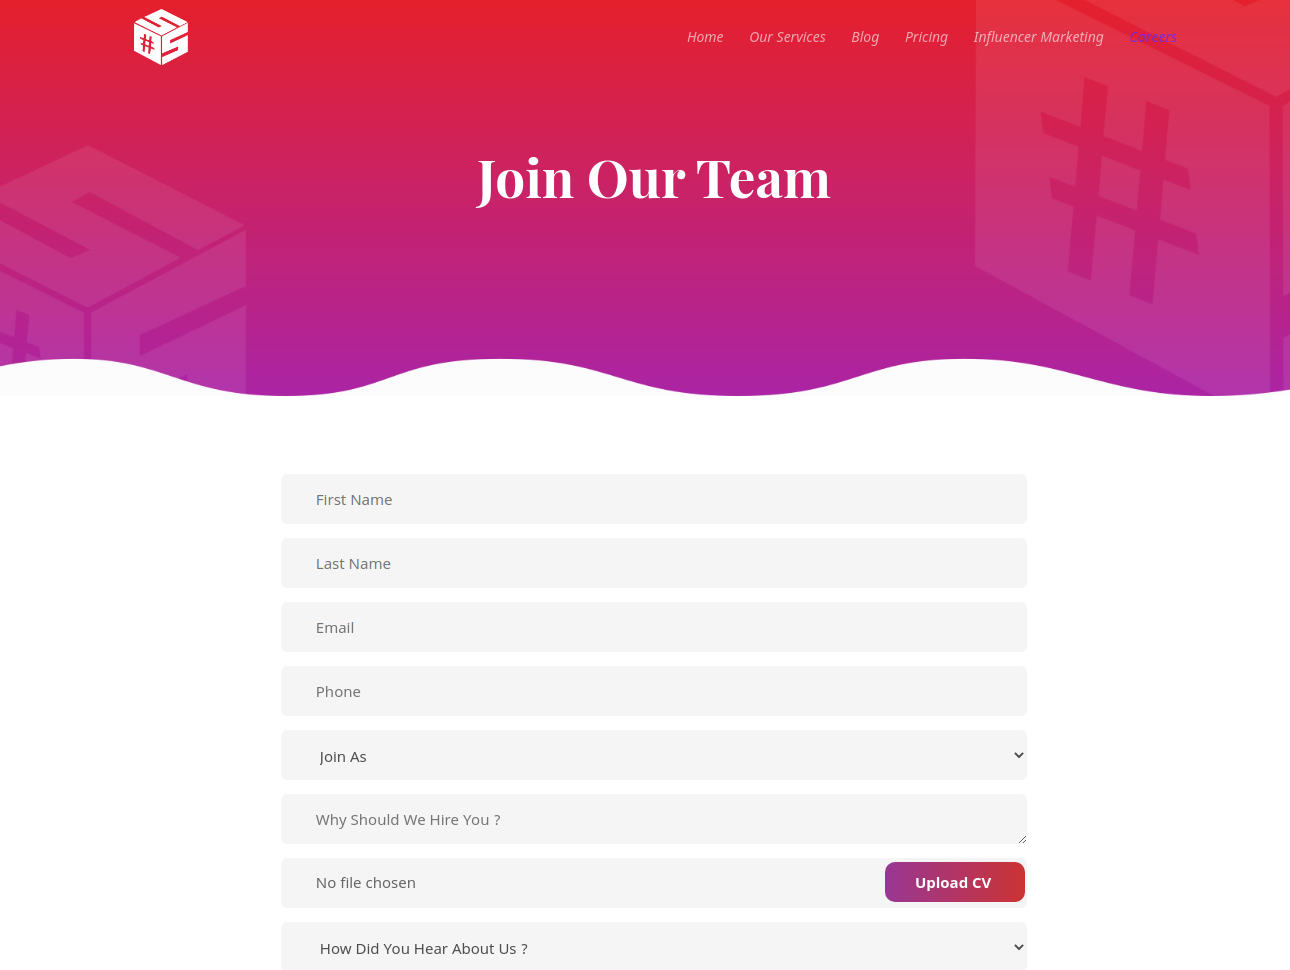 Home Our Services Blog Pricing Influencer Marketing Careers
Join Our Team
First Name
Last Name
Email
Phone
Join As
Why Should We Hire You ?
No file chosen Upload CV
How Did You Hear About Us ?